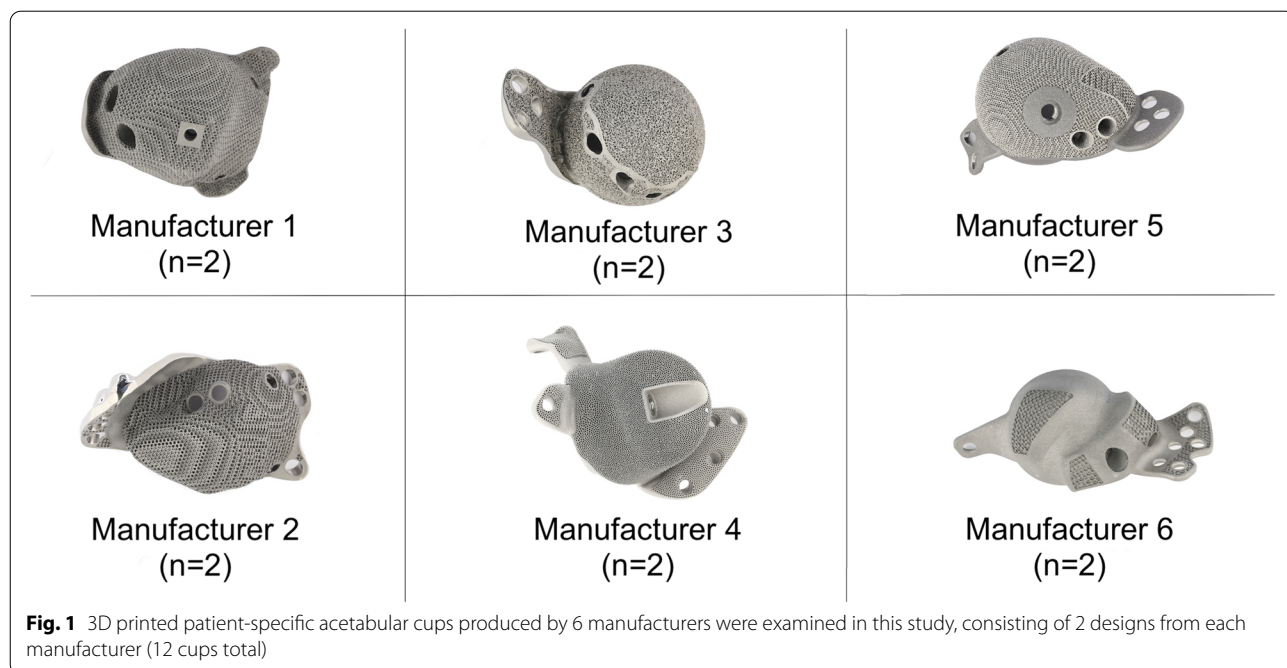 Manufacturer 1
(n=2)
Manufacturer 3
(n=2)
Manufacturer 5
(n=2)
Manufacturer 2
(n=2)
Manufacturer 4
(n=2)
Manufacturer 6
(n=2)
Fig. 1 3D printed patient-specific acetabular cups produced by 6 manufacturers were examined in this study, consisting of 2 designs from each
manufacturer (12 cups total)